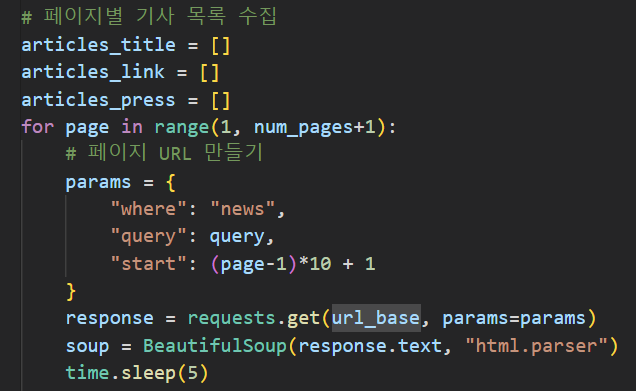 # 페이지별 기사 목록 수집
articles_title = []
articles_link = []
articles_press = []
for page in range(1, num_pages+1):
    # 페이지 URL 만들기
    params = {
        "where": "news",
        "query": query,
        "start": (page-1)*10 + 1
    }
    response = requests.get(url_base, params=params)
    soup = BeautifulSoup(response.text, "html.parser")
    time.sleep(5)